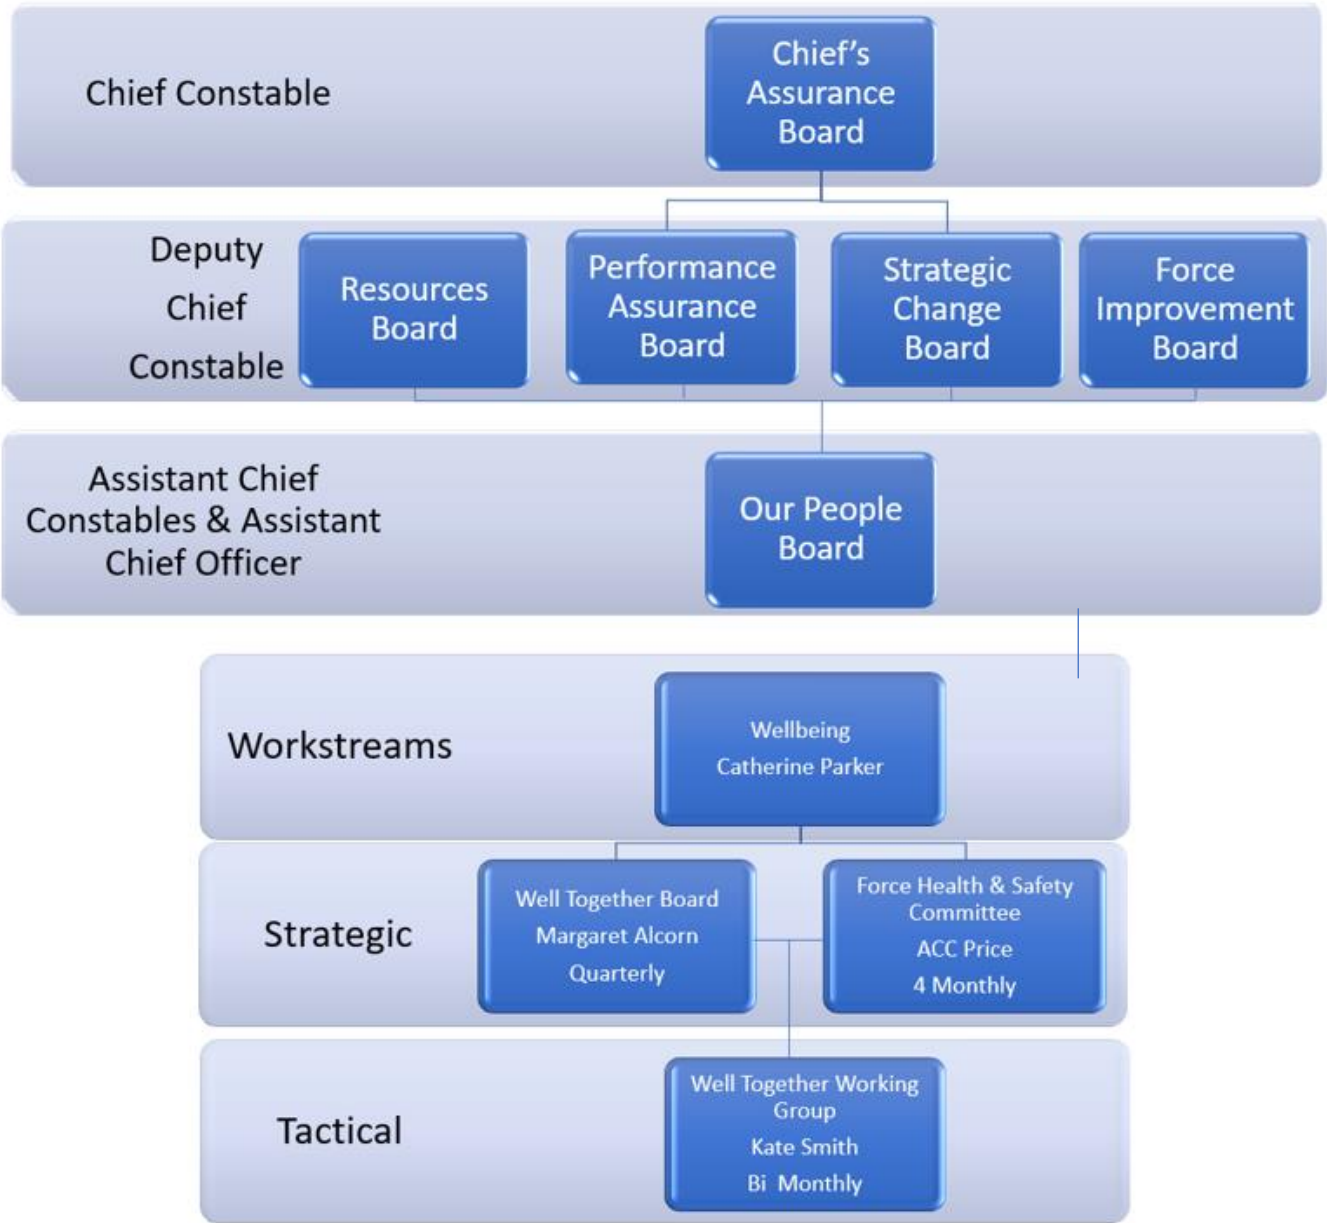 Chief Constable
Chief’s
Assurance
Board
Deputy
Chief
Constable
Resources
Board
Performance
Assurance
Board
Strategic
Change
Board
Force
Improvement
Board
Assistant Chief
Constables & Assistant
Chief Officer
Our People
Board
Workstreams
Wellbeing
Catherine Parker
Strategic
Well Together Board
Margaret Alcorn
Quarterly
Force Health & Safety
Committee
ACC Price
4 Monthly
Tactical
Well Together Working
Group
Kate Smith
Bi  Monthly